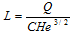 L = Q / CHe^{3/2}